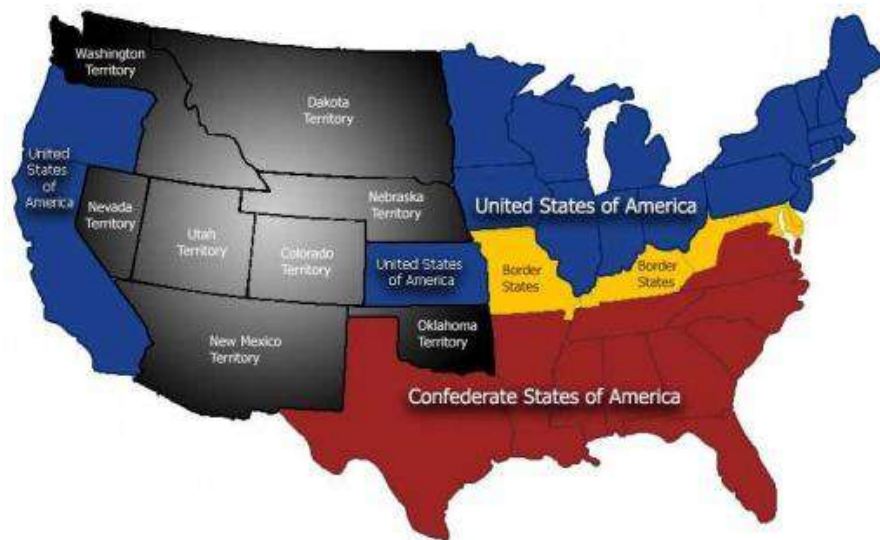 Washington
Territory
Dakota
Territory
United
States
of
America
Nevada
Territory
Nebraska
Territory
United States of America
Utah
Territory
Colorado
Territory
United States
of America
Border
States
Border
States
New Mexico
Territory
Oklahoma
Territory
Confederate States of America